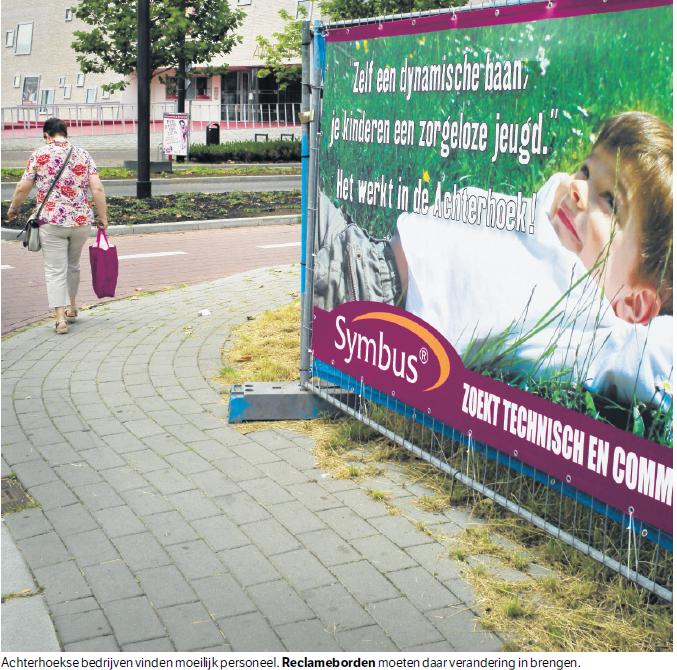 "Zelf een dynamische baan,
je kinderen een zorgeloze jeugd."
Het werkt in de Achterhoek!
Symbus®
ZOEKT TECHNISCH EN COMM
Achterhoekse bedrijven vinden moeilijk personeel. Reclameborden moeten daar verandering in brengen.